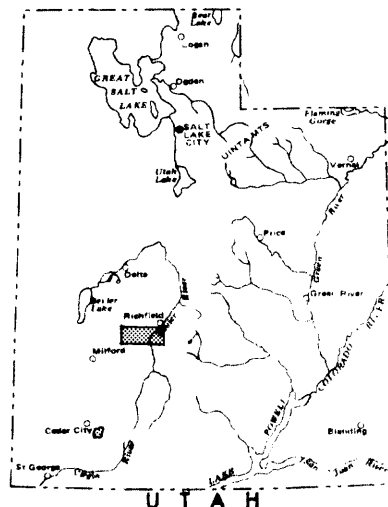 Bear
Lake
Logan
GREAT
SALT
LAKE
Ogden
SALT
LAKE
CITY
UINTA MTS
Flaming
Gorge
Vernal
Utah
Lake
River
Price
Green
Delta
River
Green River
Sevier
Lake
Richfield
Sevier
Milford
COLORADO RIVER
POWELL
Cedar City
Blanding
St George
Virgin
River
LAKE
San Juan River
UTAH